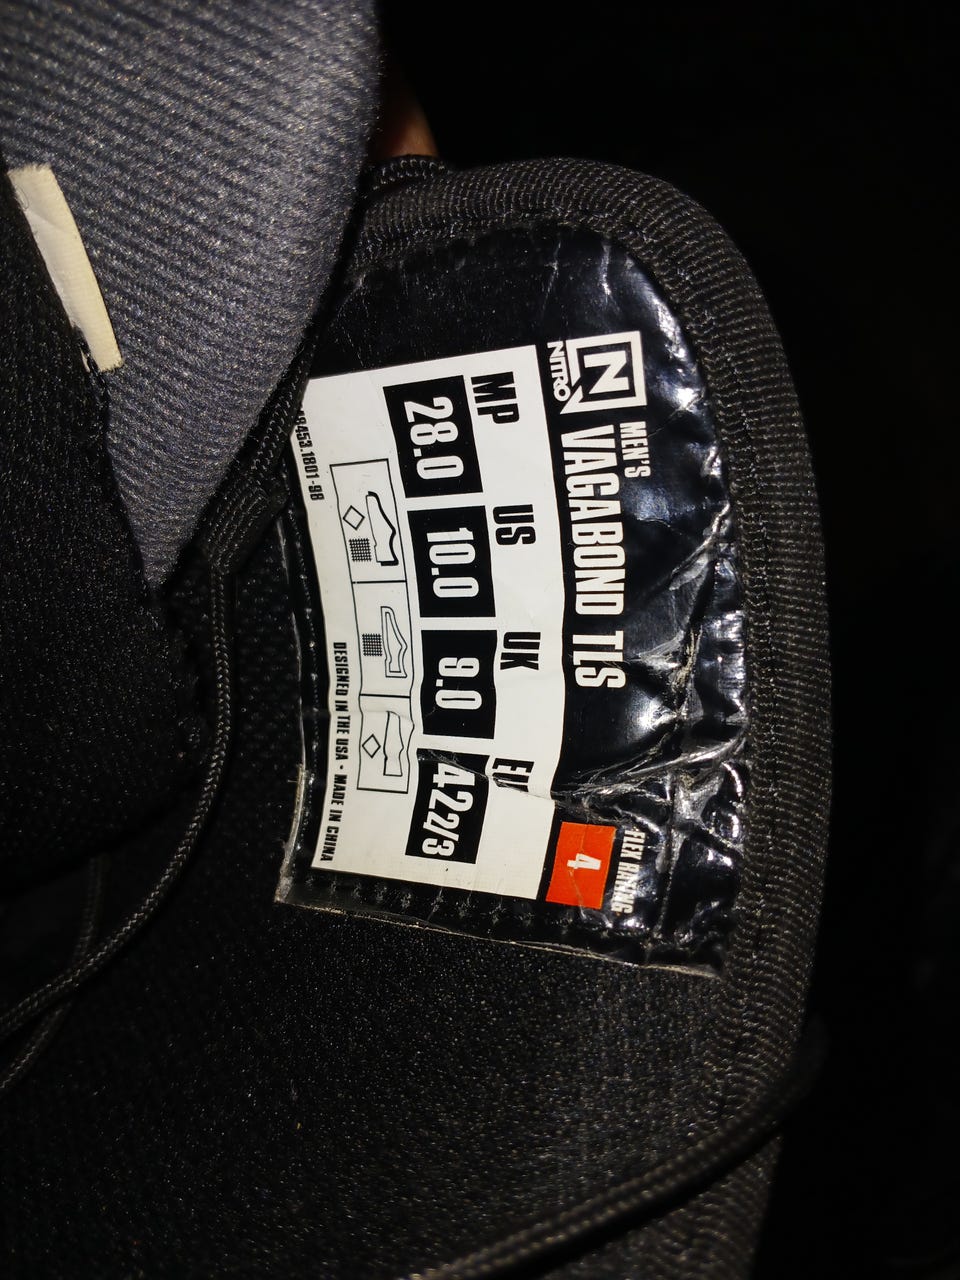 N
NITRO
MEN'S
VAGABOND TLS
FLEX RATING
4
MP US UK EU
28.0 10.0 9.0 42 2/3
DESIGNED IN THE USA • MADE IN CHINA